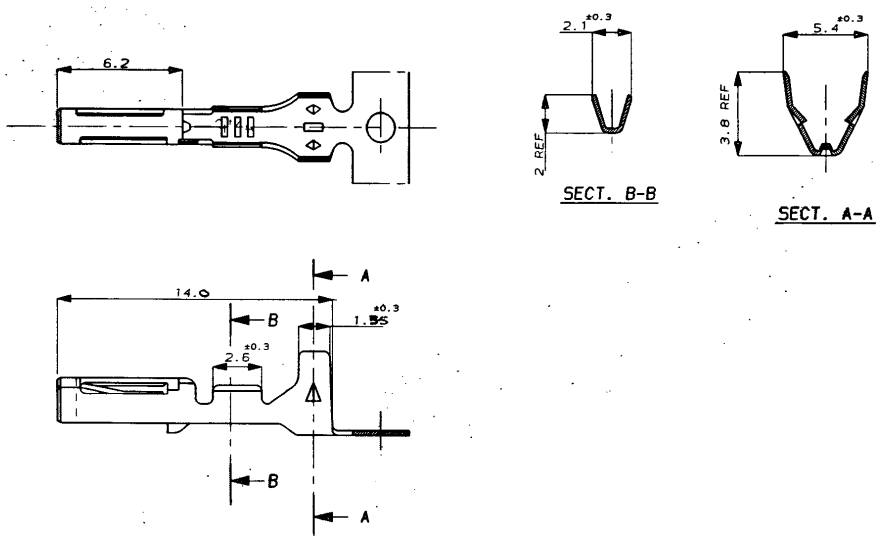 6.2
2.1 ±0.3
2 REF
SECT. B-B
5.4 ±0.3
3.8 REF
SECT. A-A
A
14.0
B
±0.3
2.6 ±0.3
B
A